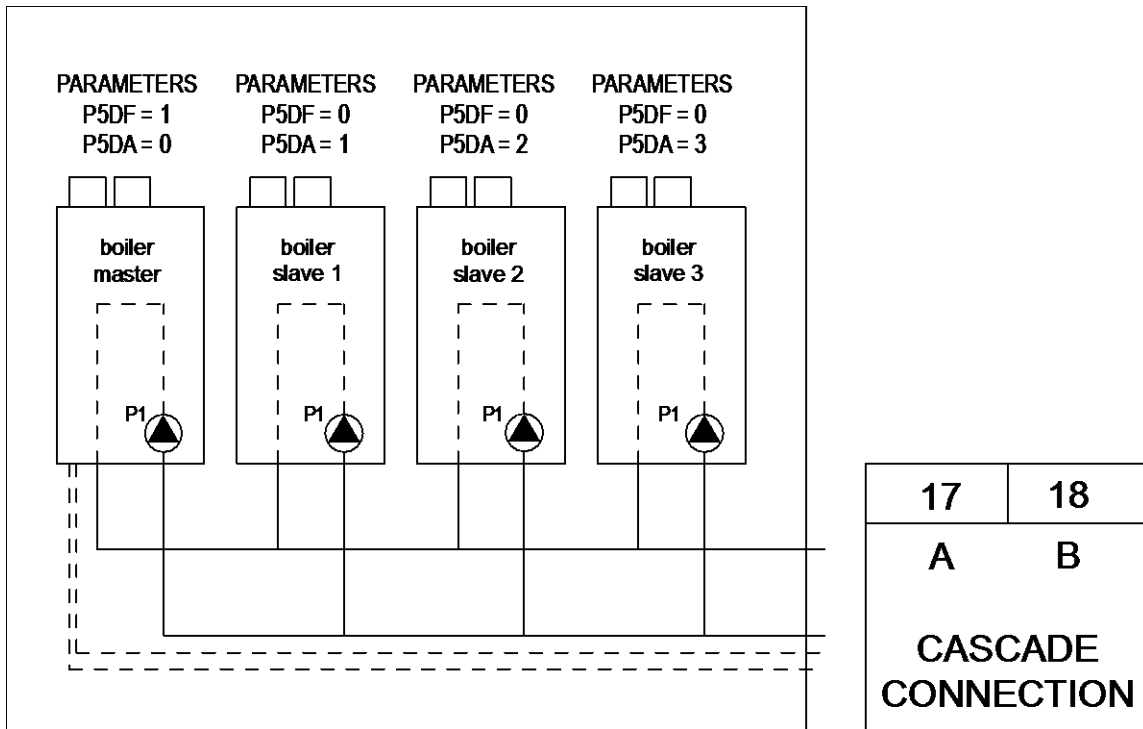 PARAMETERS
P5DF = 1
P5DA = 0
PARAMETERS
P5DF = 0
P5DA = 1
PARAMETERS
P5DF = 0
P5DA = 2
PARAMETERS
P5DF = 0
P5DA = 3
boiler
master
boiler
slave 1
boiler
slave 2
boiler
slave 3
P1
P1
P1
P1
17
18
A
B
CASCADE
CONNECTION